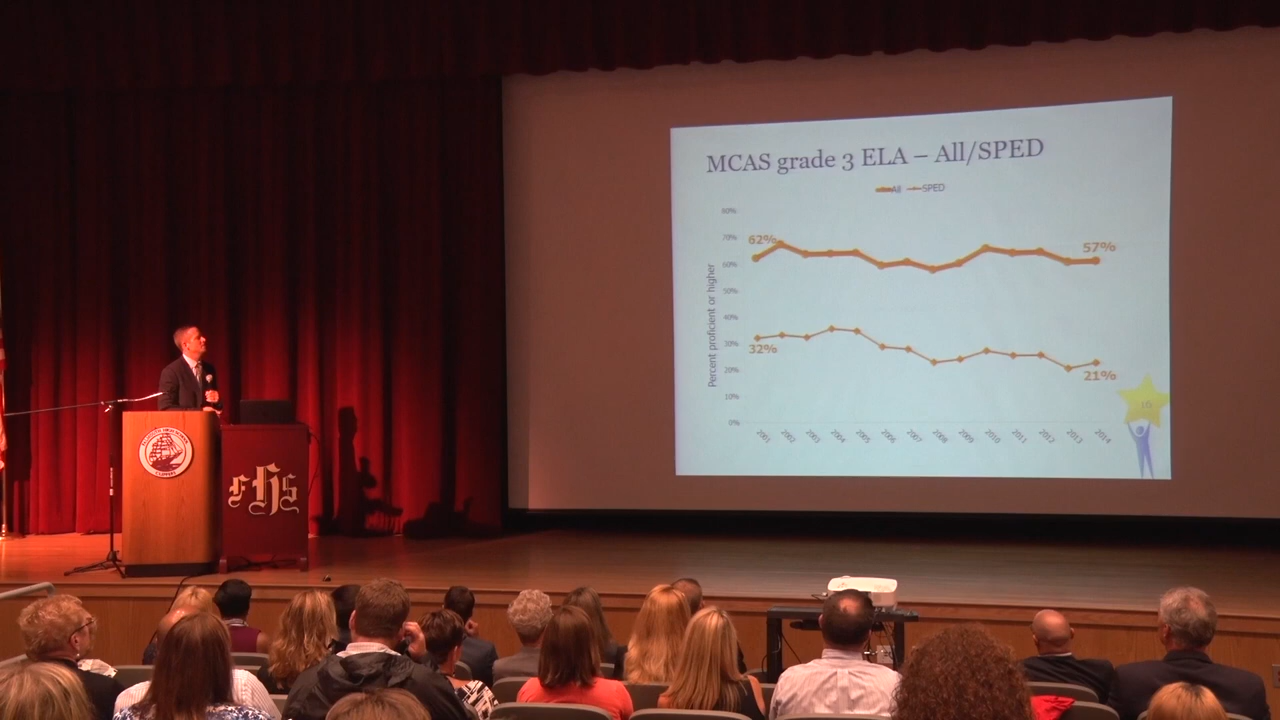 MCAS grade 3 ELA – All/SPED
All SPED
80%
70%
60%
50%
40%
30%
20%
10%
0%
Percent proficient or higher
62%
57%
32%
21%
2001 2002 2003 2004 2005 2006 2007 2008 2009 2010 2011 2012 2013 2014
FHS